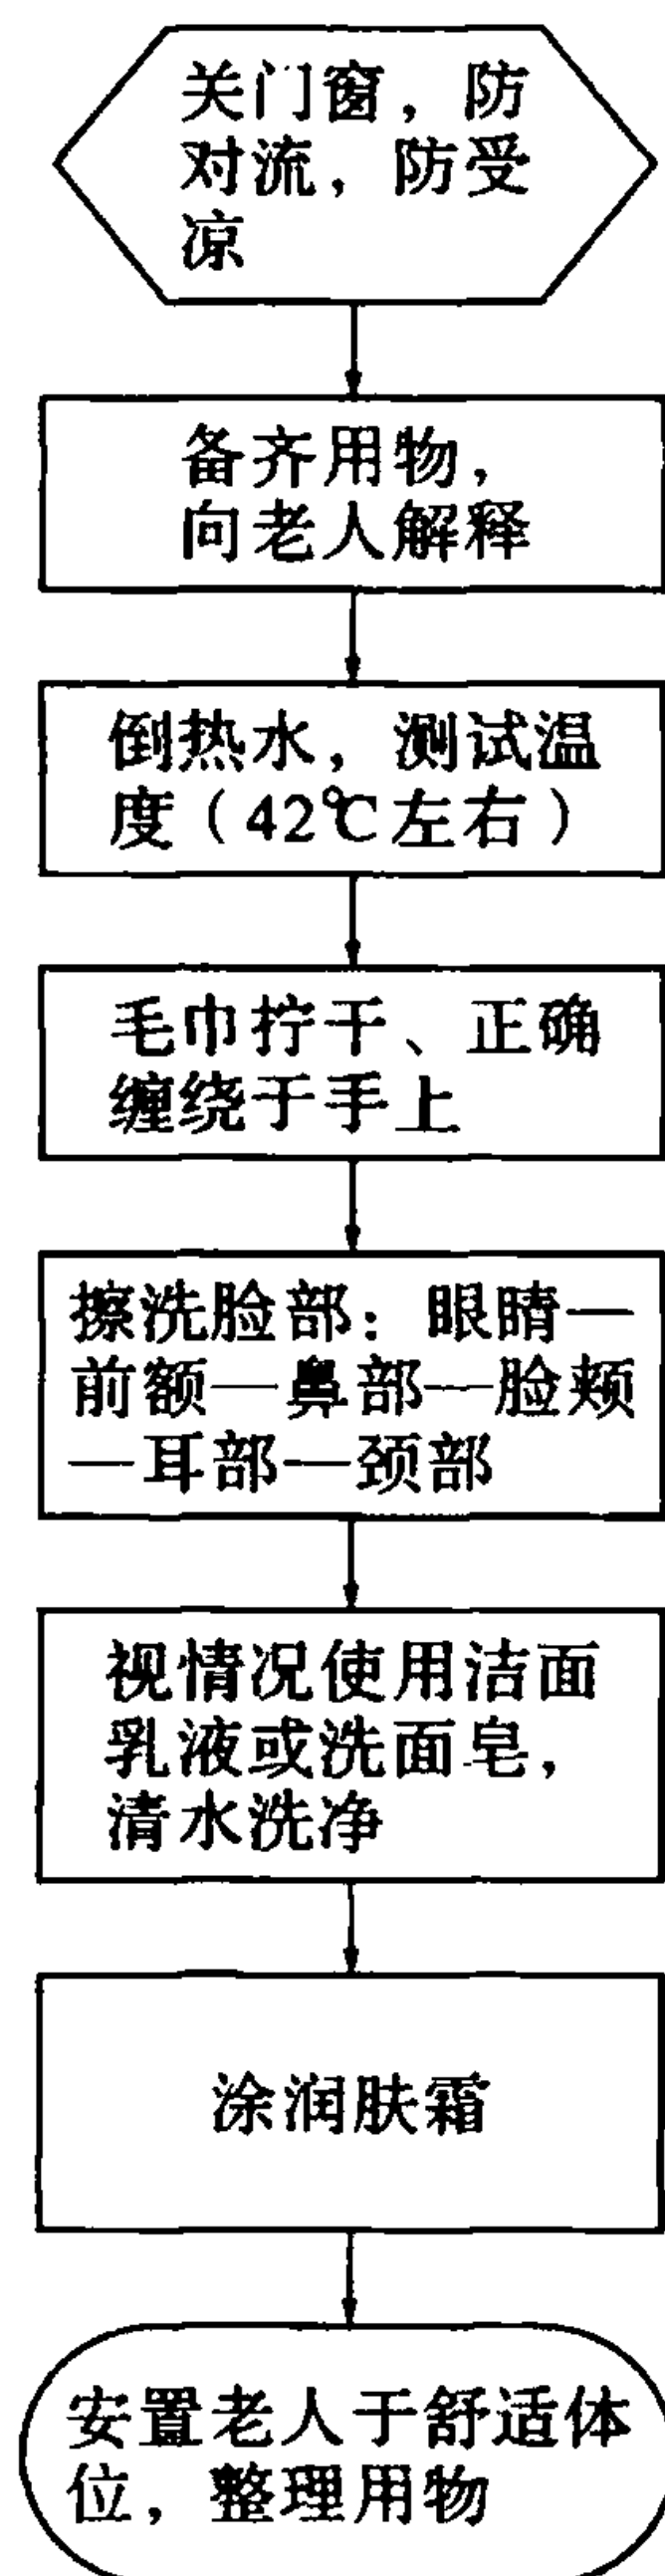 关门窗，防
对流，防受
凉
备齐用物，
向老人解释
倒热水，测试温
度（42℃左右）
毛巾拧干、正确
缠绕于手上
擦洗脸部：眼睛—
前额—鼻部—脸颊
—耳部—颈部
视情况使用洁面
乳液或洗面皂，
清水洗净
涂润肤霜
安置老人于舒适体
位，整理用物